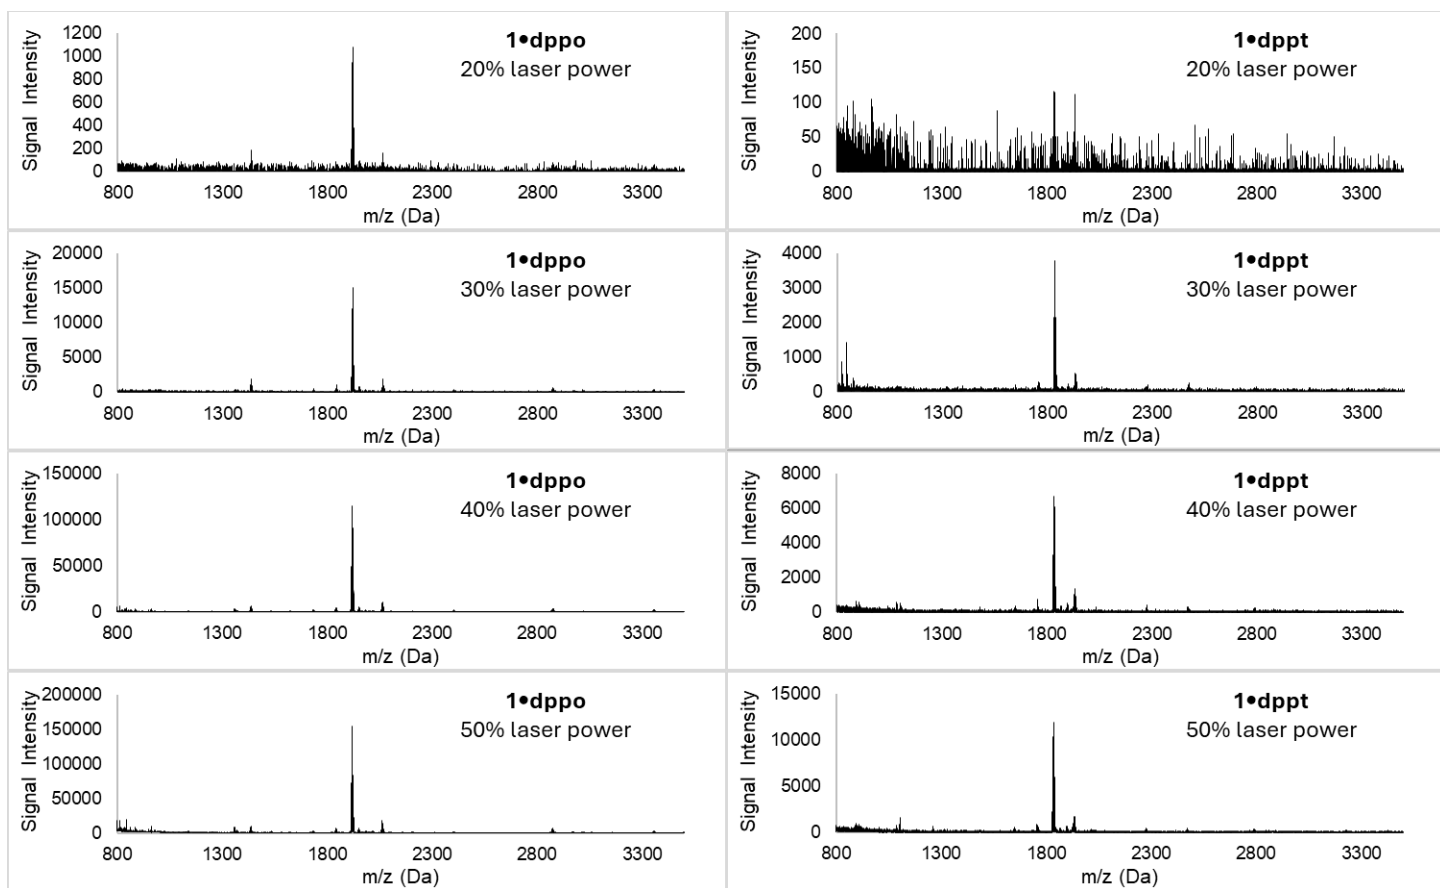 1•dppo
20% laser power
Signal Intensity
1200
1000
800
600
400
200
0
800 1300 1800 2300 2800 3300
m/z (Da)
1•dppt
20% laser power
Signal Intensity
200
150
100
50
0
800 1300 1800 2300 2800 3300
m/z (Da)
1•dppo
30% laser power
Signal Intensity
20000
15000
10000
5000
0
800 1300 1800 2300 2800 3300
m/z (Da)
1•dppt
30% laser power
Signal Intensity
4000
3000
2000
1000
0
800 1300 1800 2300 2800 3300
m/z (Da)
1•dppo
40% laser power
Signal Intensity
150000
100000
50000
0
800 1300 1800 2300 2800 3300
m/z (Da)
1•dppt
40% laser power
Signal Intensity
8000
6000
4000
2000
0
800 1300 1800 2300 2800 3300
m/z (Da)
1•dppo
50% laser power
Signal Intensity
200000
150000
100000
50000
0
800 1300 1800 2300 2800 3300
m/z (Da)
1•dppt
50% laser power
Signal Intensity
15000
10000
5000
0
800 1300 1800 2300 2800 3300
m/z (Da)